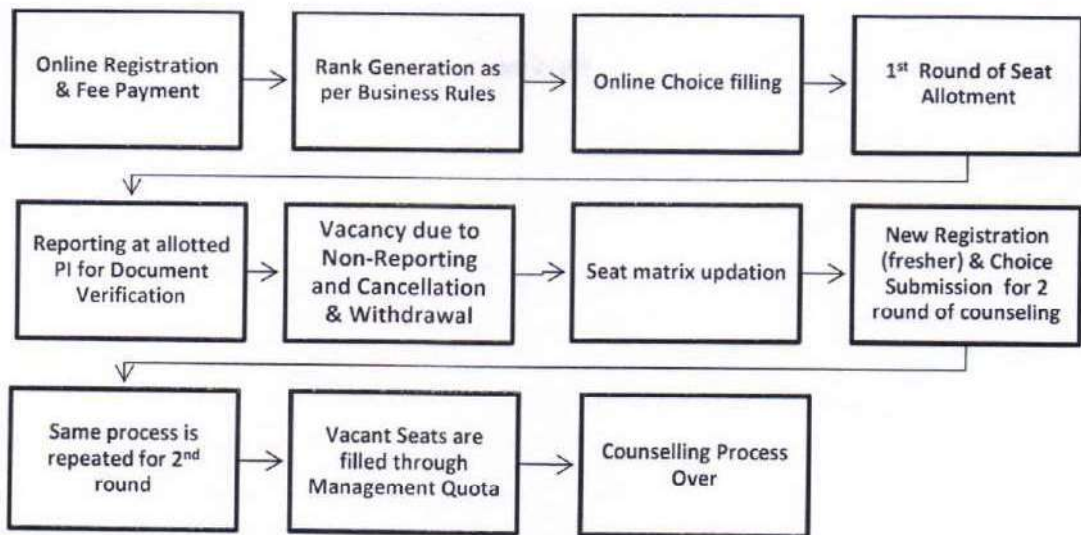 Online Registration
& Fee Payment
Rank Generation as
per Business Rules
Online Choice filling
1st Round of Seat
Allotment
Reporting at allotted
PI for Document
Verification
Vacancy due to
Non-Reporting
and Cancellation
& Withdrawal
Seat matrix updation
New Registration
(fresher) & Choice
Submission for 2
round of counseling
Same process is
repeated for 2nd
round
Vacant Seats are
filled through
Management Quota
Counselling Process
Over